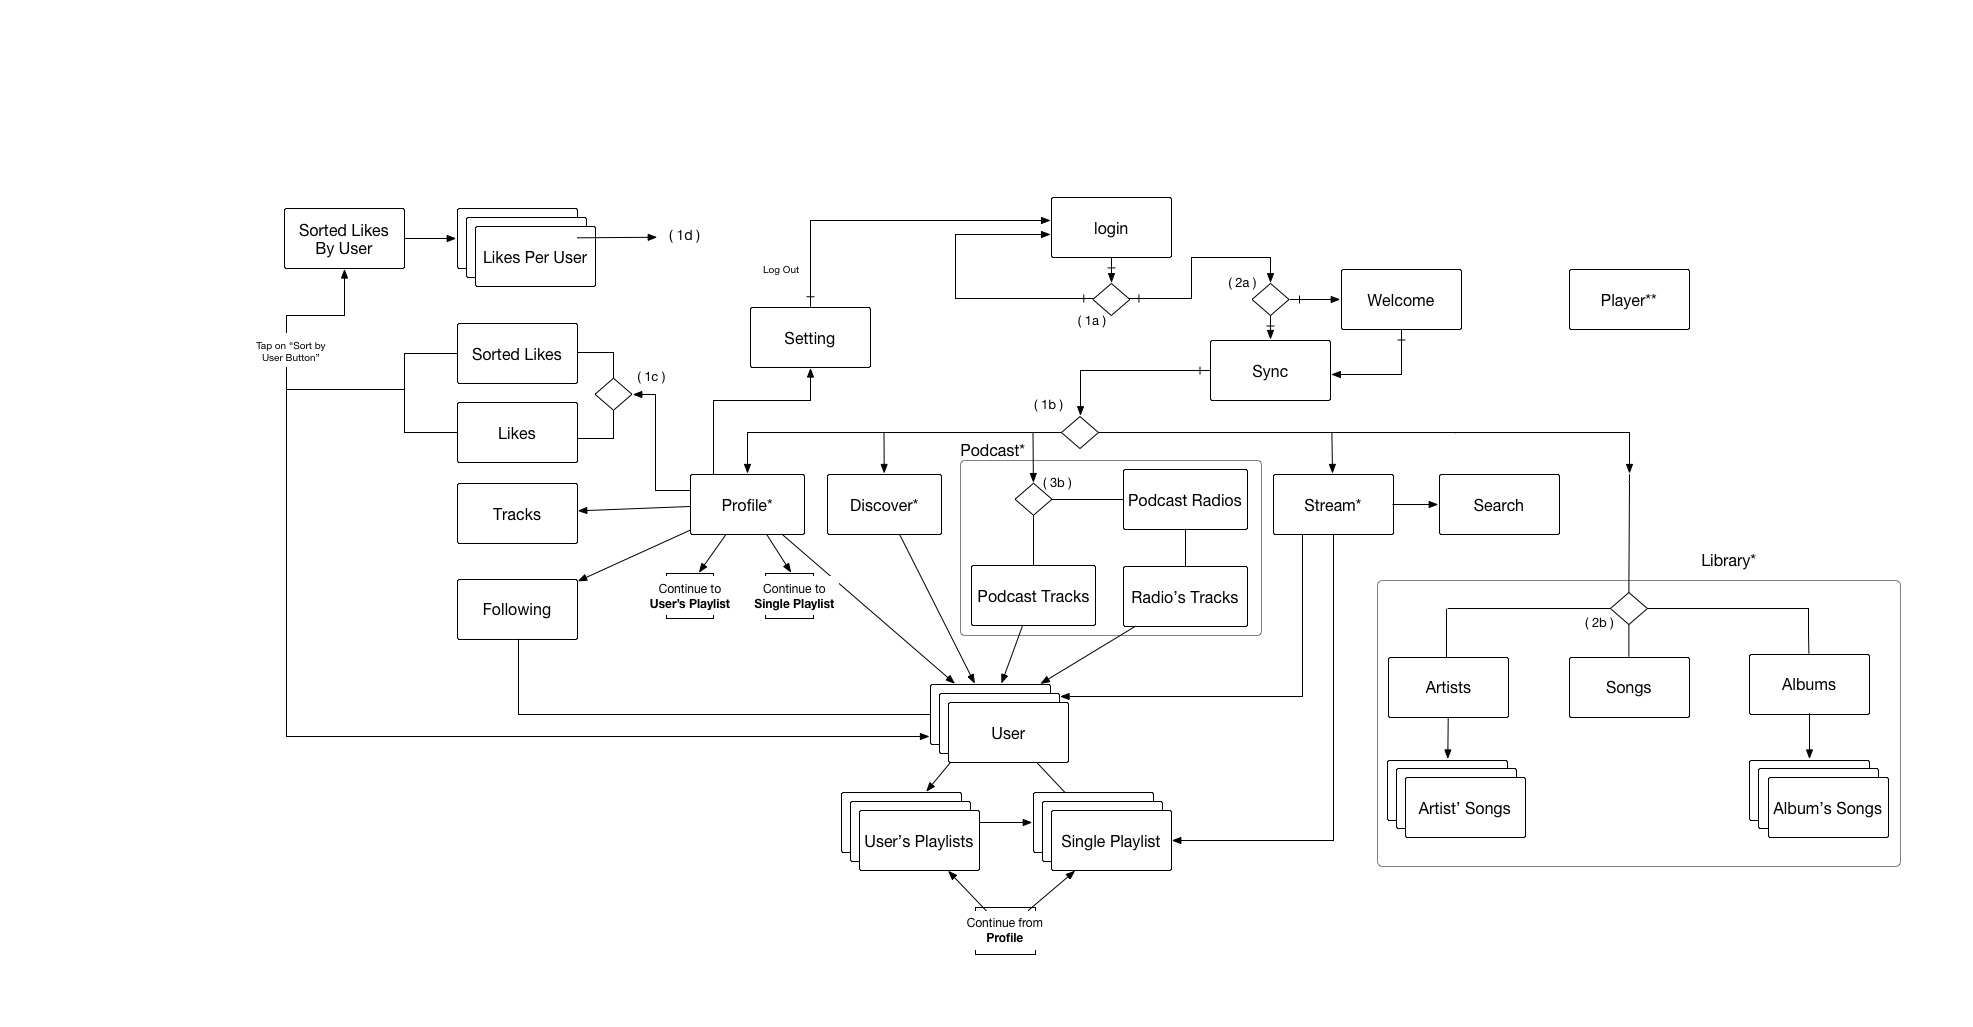 Sorted Likes
By User
Likes Per User
( 1d )
login
Log Out
( 1a )
( 2a )
Welcome
Player**
Setting
Sync
Tap on “Sort by
User Button”
Sorted Likes
( 1c )
Likes
( 1b )
Podcast*
Tracks
Profile*
Discover*
( 3b )
Podcast Radios
Stream*
Search
Library*
Following
Continue to
User’s Playlist
Continue to
Single Playlist
Podcast Tracks
Radio’s Tracks
( 2b )
Artists
Songs
Albums
User
Artist’ Songs
Album’s Songs
User’s Playlists
Single Playlist
Continue from
Profile